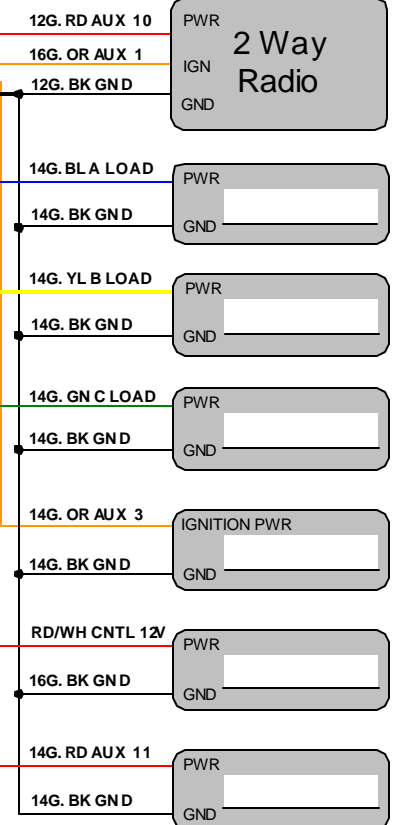 12G. RD AUX 10
PWR
2 Way
Radio
16G. OR AUX 1
IGN
12G. BK GND
GND
14G. BL A LOAD
PWR
14G. BK GND
GND
14G. YL B LOAD
PWR
14G. BK GND
GND
14G. GN C LOAD
PWR
14G. BK GND
GND
14G. OR AUX 3
IGNITION PWR
14G. BK GND
GND
RD/WH CNTL 12V
PWR
16G. BK GND
GND
14G. RD AUX 11
PWR
14G. BK GND
GND